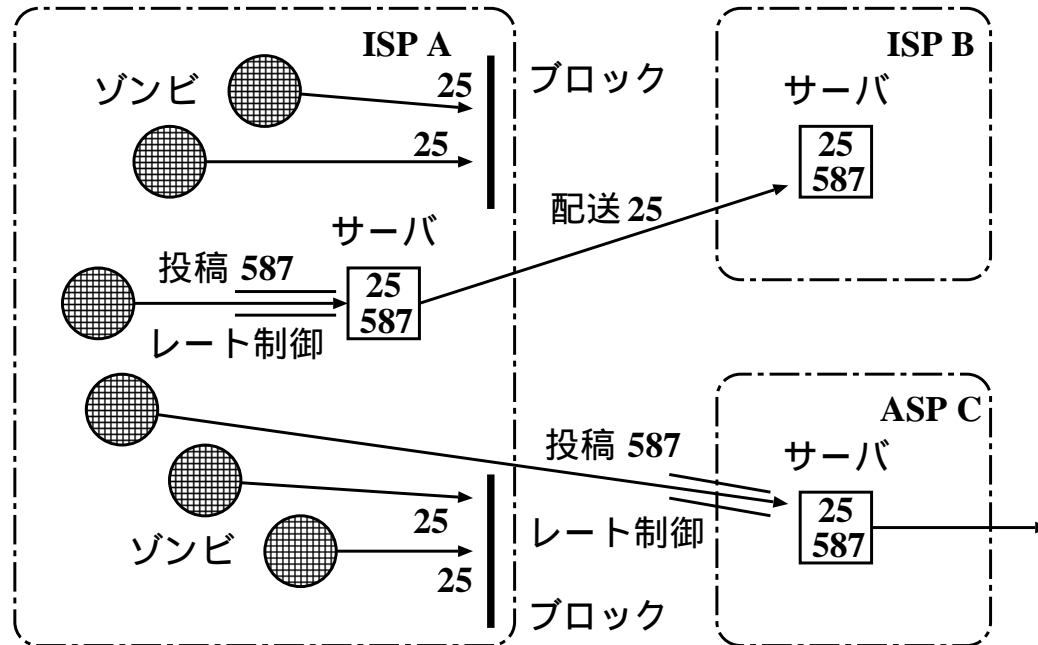 ISP A
ISP B
ゾンビ
25
ブロック
サーバ
25
25
587
配送 25
サーバ
投稿 587
25
587
レート制御
ASP C
投稿 587
サーバ
25
587
レート制御
25
ゾンビ
25
ブロック